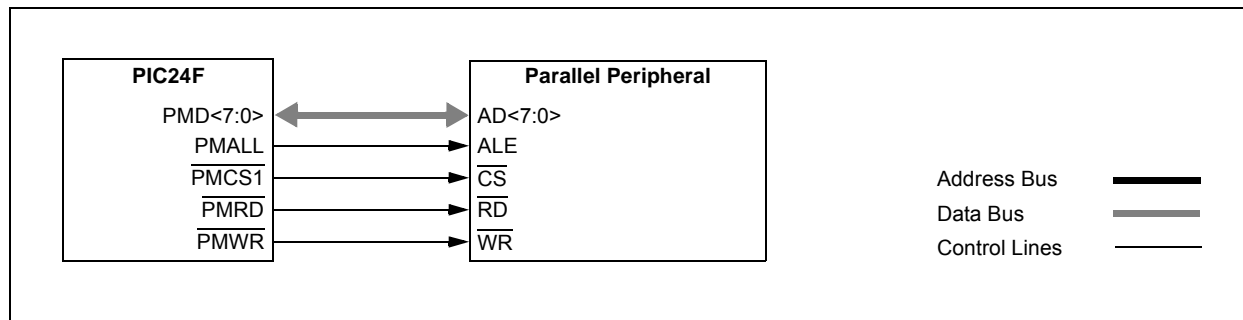 PIC24F
PMD<7:0>
PMALL
PMCS1
PMRD
PMWR
Parallel Peripheral
AD<7:0>
ALE
CS
RD
WR
Address Bus
Data Bus
Control Lines